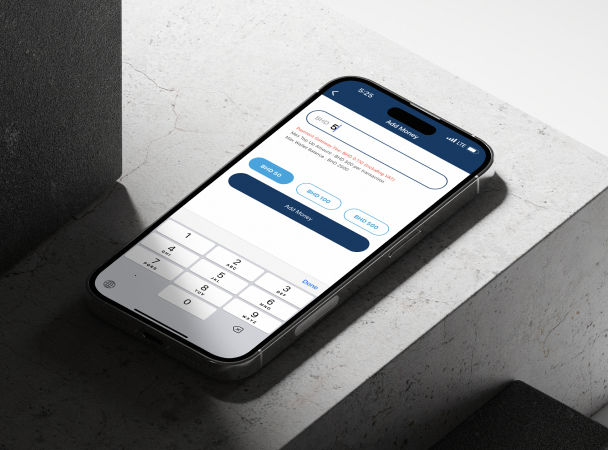 5:25
LTE
Add Money
BHD 5
Payment Gateway Fee: BHD 0.110 (including VAT)
Max Top Up Amount : BHD 500 per transaction
Max Wallet Balance : BHD 2500
BHD 50
BHD 100
BHD 500
Add Money
Done
1
2
ABC
3
DEF
4
GHI
5
JKL
6
MNO
7
PQRS
8
TUV
9
WXYZ
0